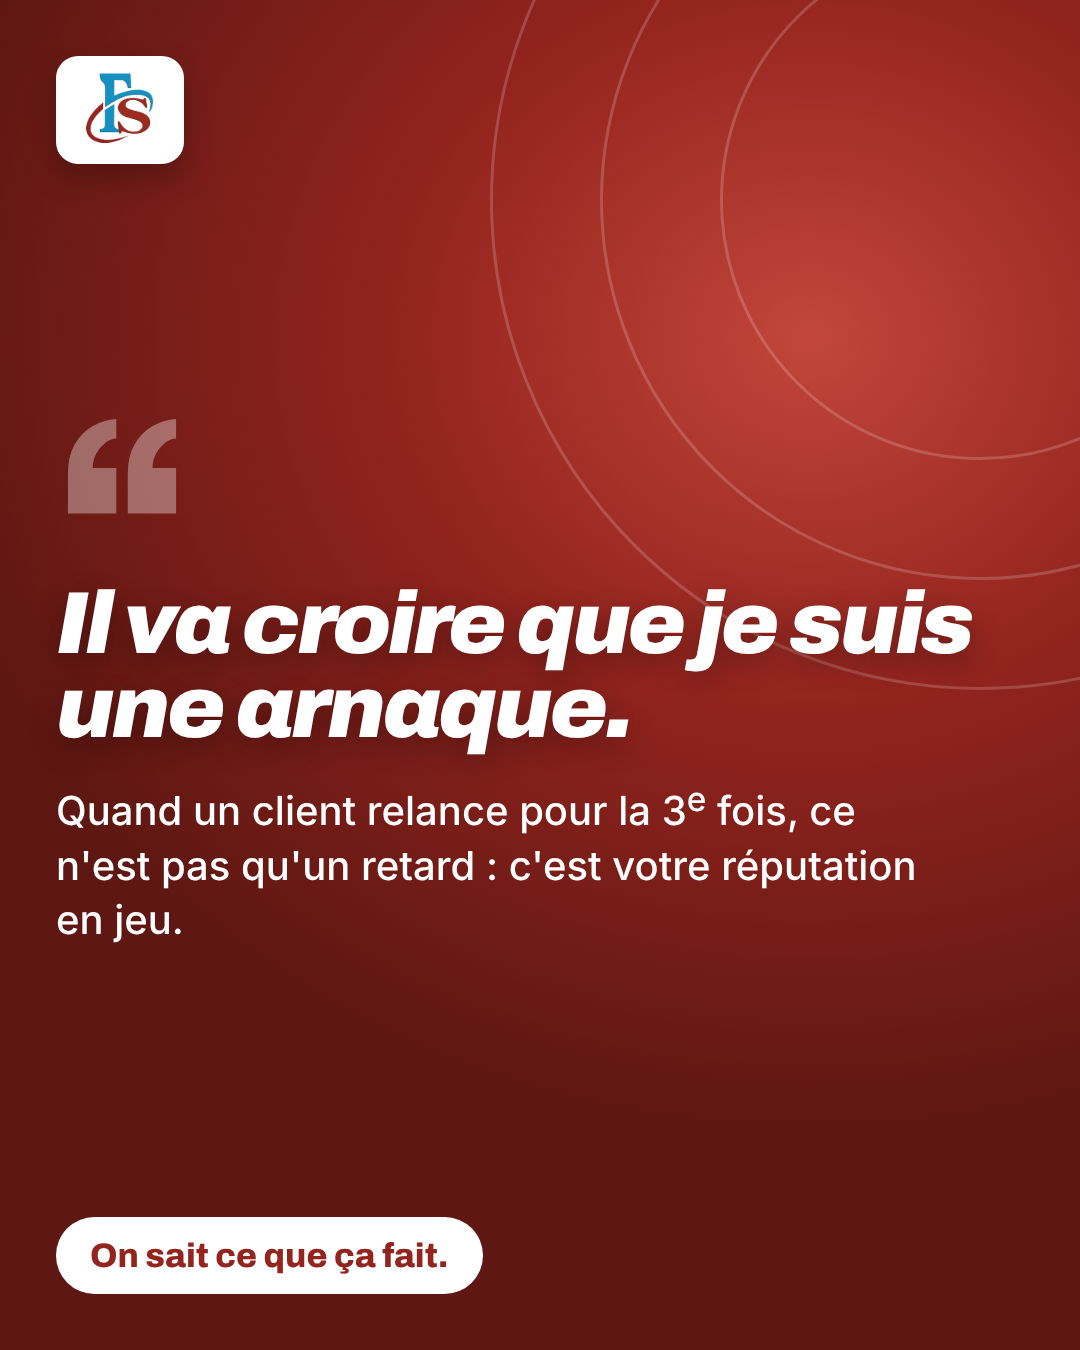 FS
“
Il va croire que je suis
une arnaque.
Quand un client relance pour la 3ᵉ fois, ce
n'est pas qu'un retard : c'est votre réputation
en jeu.
On sait ce que ça fait.